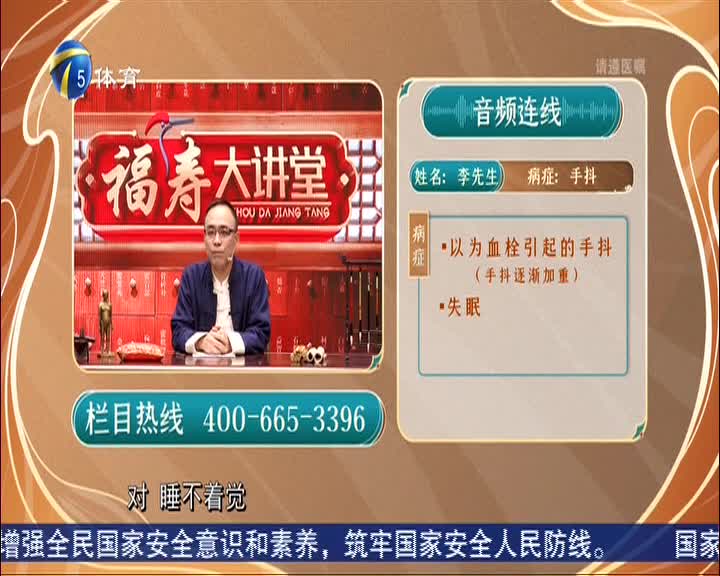 5 体育
请遵医嘱
福寿大讲堂
HOU DA JIANG TANG
音频连线
姓名：李先生
病症：手抖
病症
▪以为血栓引起的手抖
（手抖逐渐加重）
▪失眠
栏目热线 400-665-3396
对 睡不着觉
增强全民国家安全意识和素养，筑牢国家安全人民防线。 国家